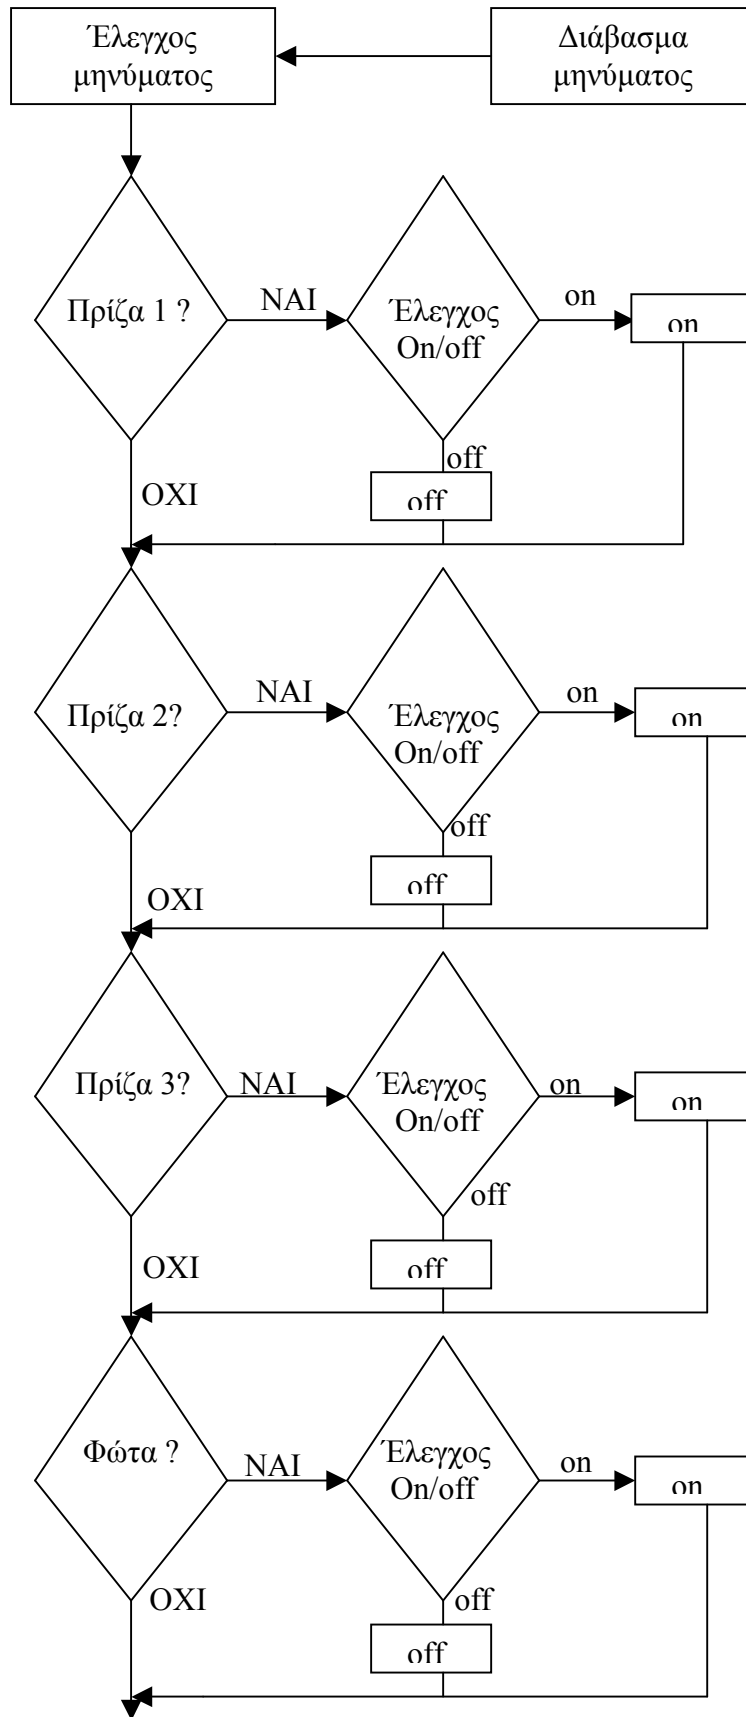 Έλεγχος
μηνύματος
Διάβασμα
μηνύματος
Πρίζα 1 ?
ΝΑΙ
Έλεγχος
On/off
on
on
off
off
ΟΧΙ
Πρίζα 2?
ΝΑΙ
Έλεγχος
On/off
on
on
off
off
ΟΧΙ
Πρίζα 3?
ΝΑΙ
Έλεγχος
On/off
on
on
off
off
ΟΧΙ
Φώτα ?
ΝΑΙ
Έλεγχος
On/off
on
on
off
off
ΟΧΙ